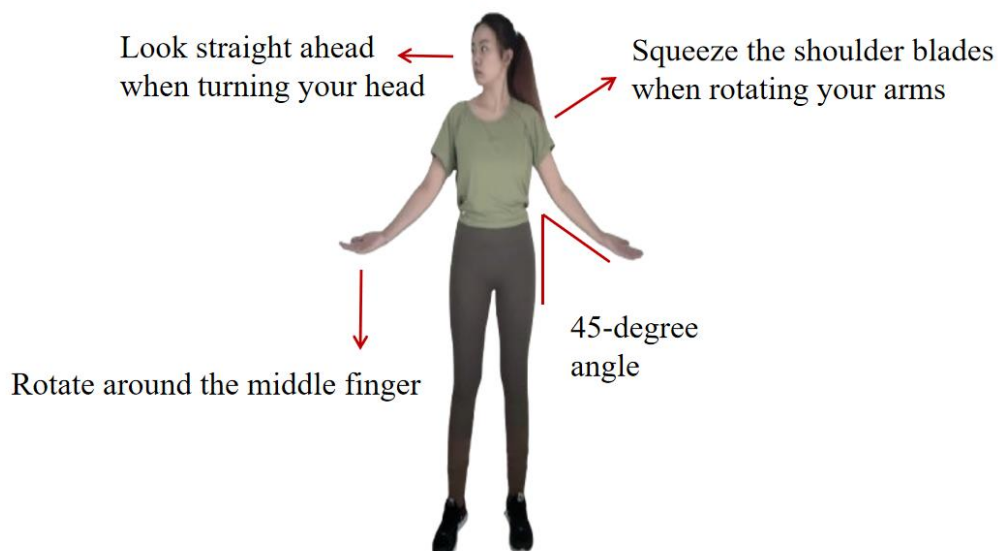 Look straight ahead
when turning your head
Squeeze the shoulder blades
when rotating your arms
45-degree
angle
Rotate around the middle finger